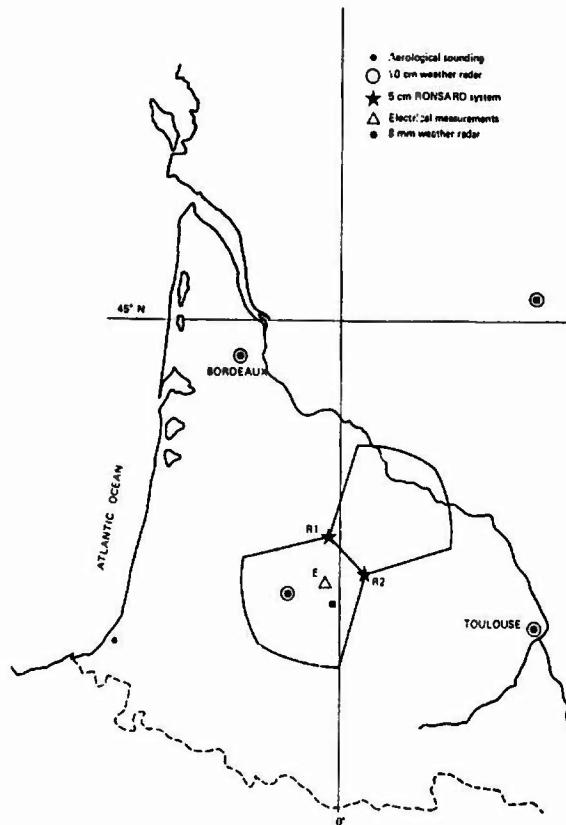 Aerological sounding
10 cm weather radar
5 cm RONSARD system
Electrical measurements
8 mm weather radar
45° N
BORDEAUX
ATLANTIC OCEAN
R1
E
R2
TOULOUSE
0°